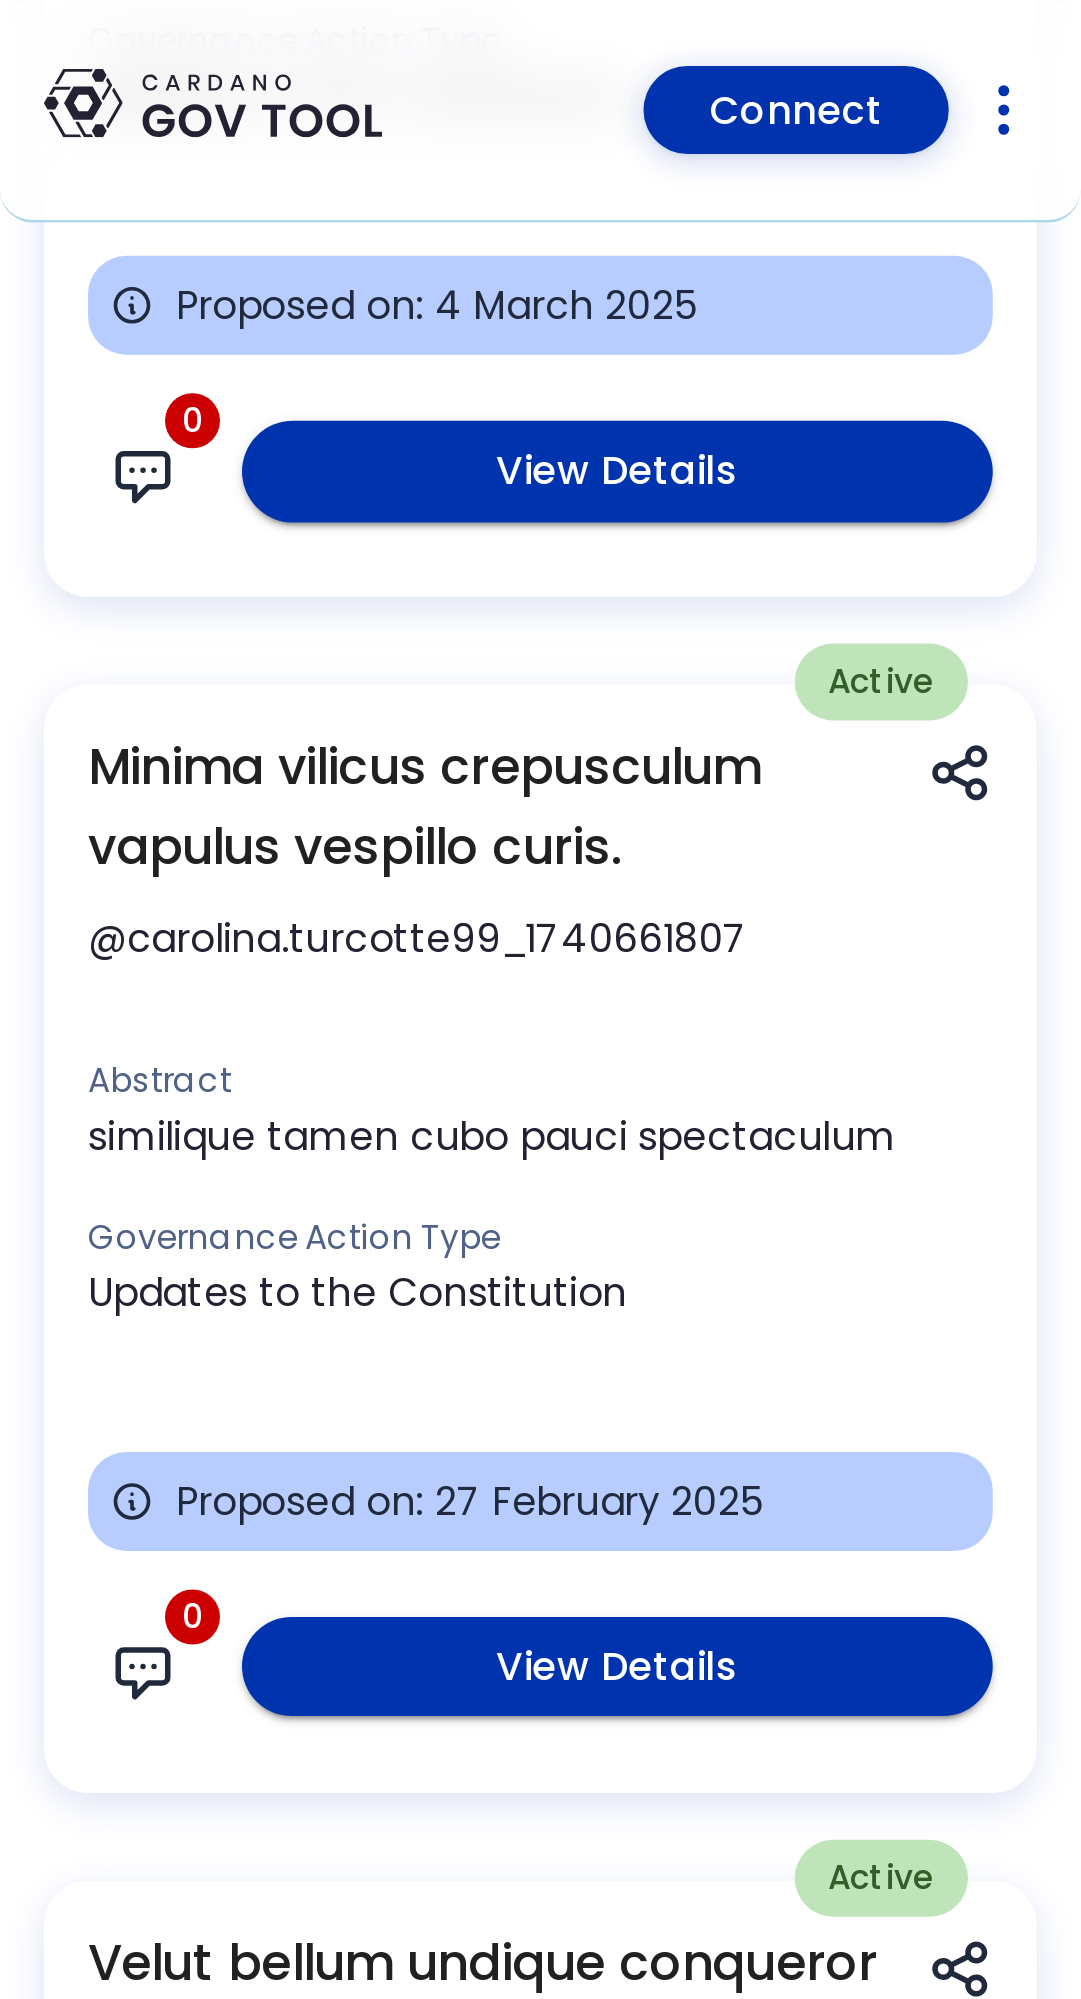 Governance Action Type
CARDANO
GOV TOOL
Connect
Proposed on: 4 March 2025
0
View Details
Active
Minima vilicus crepusculum
vapulus vespillo curis.
@carolina.turcotte99_1740661807
Abstract
similique tamen cubo pauci spectaculum
Governance Action Type
Updates to the Constitution
Proposed on: 27 February 2025
0
View Details
Active
Velut bellum undique conqueror